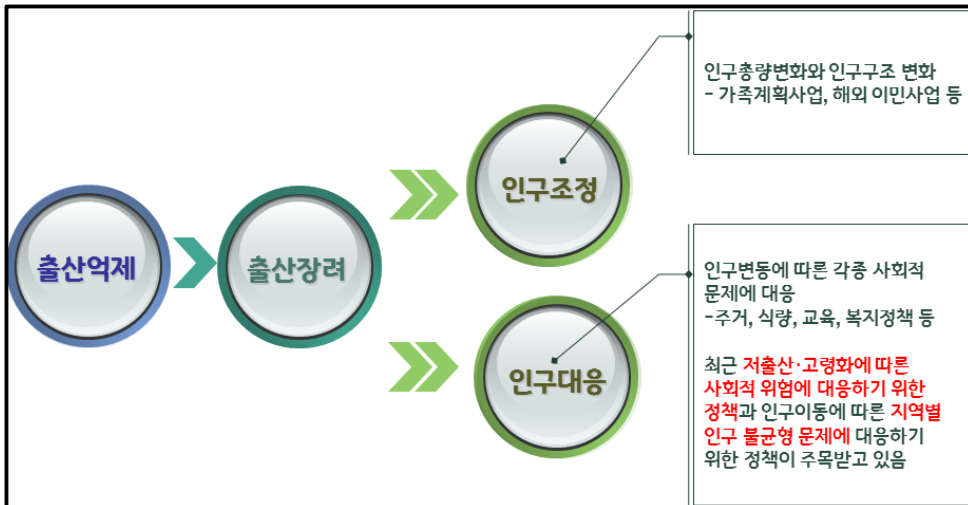 출산억제
출산장려
인구조정
인구총량변화와 인구구조 변화
- 가족계획사업, 해외 이민사업 등
인구대응
인구변동에 따른 각종 사회적
문제에 대응
-주거, 식량, 교육, 복지정책 등
최근 저출산·고령화에 따른
사회적 위험에 대응하기 위한
정책과 인구이동에 따른 지역별
인구 불균형 문제에 대응하기
위한 정책이 주목받고 있음